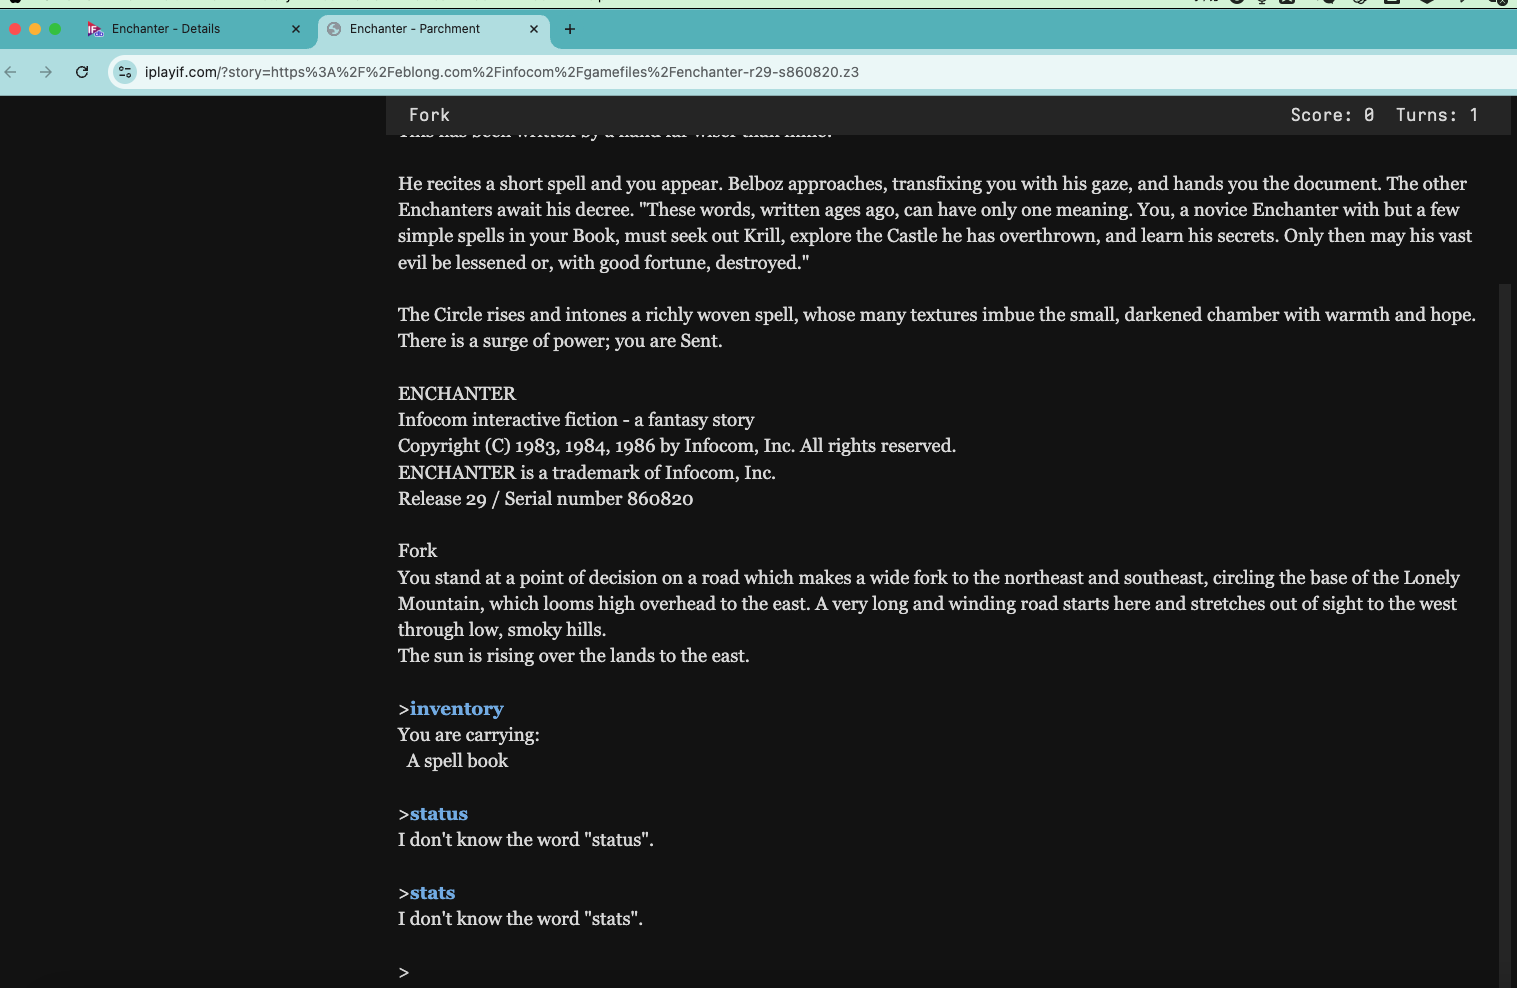 Enchanter - Details
Enchanter - Parchment
iplayif.com/?story=https%3A%2F%2Feblong.com%2Finfocom%2Fgamefiles%2Fenchanter-r29-s860820.z3
Fork Score: 0 Turns: 1
This has been written by a hand far wiser than mine.
He recites a short spell and you appear. Belboz approaches, transfixing you with his gaze, and hands you the document. The other
Enchanters await his decree. "These words, written ages ago, can have only one meaning. You, a novice Enchanter with but a few
simple spells in your Book, must seek out Krill, explore the Castle he has overthrown, and learn his secrets. Only then may his vast
evil be lessened or, with good fortune, destroyed."
The Circle rises and intones a richly woven spell, whose many textures imbue the small, darkened chamber with warmth and hope.
There is a surge of power; you are Sent.
ENCHANTER
Infocom interactive fiction - a fantasy story
Copyright (C) 1983, 1984, 1986 by Infocom, Inc. All rights reserved.
ENCHANTER is a trademark of Infocom, Inc.
Release 29 / Serial number 860820
Fork
You stand at a point of decision on a road which makes a wide fork to the northeast and southeast, circling the base of the Lonely
Mountain, which looms high overhead to the east. A very long and winding road starts here and stretches out of sight to the west
through low, smoky hills.
The sun is rising over the lands to the east.
>inventory
You are carrying:
A spell book
>status
I don't know the word "status".
>stats
I don't know the word "stats".
>